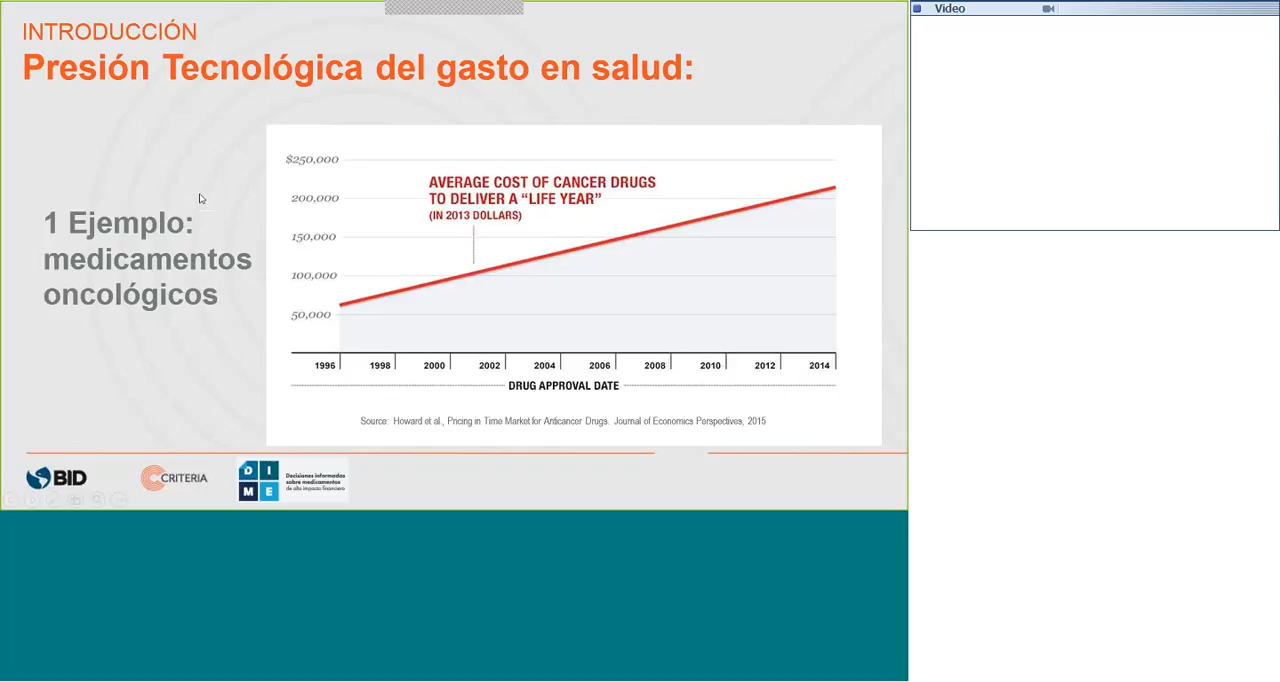 Video
INTRODUCCIÓN
Presión Tecnológica del gasto en salud:
1 Ejemplo:
medicamentos
oncológicos
$250,000
200,000
150,000
100,000
50,000
AVERAGE COST OF CANCER DRUGS
TO DELIVER A “LIFE YEAR”
(IN 2013 DOLLARS)
1996 1998 2000 2002 2004 2006 2008 2010 2012 2014
DRUG APPROVAL DATE
Source: Howard et al., Pricing in Time Market for Anticancer Drugs. Journal of Economics Perspectives, 2015
BID
CRITERIA
D I
M E
Decisiones informadas
sobre medicamentos
de alto impacto financiero